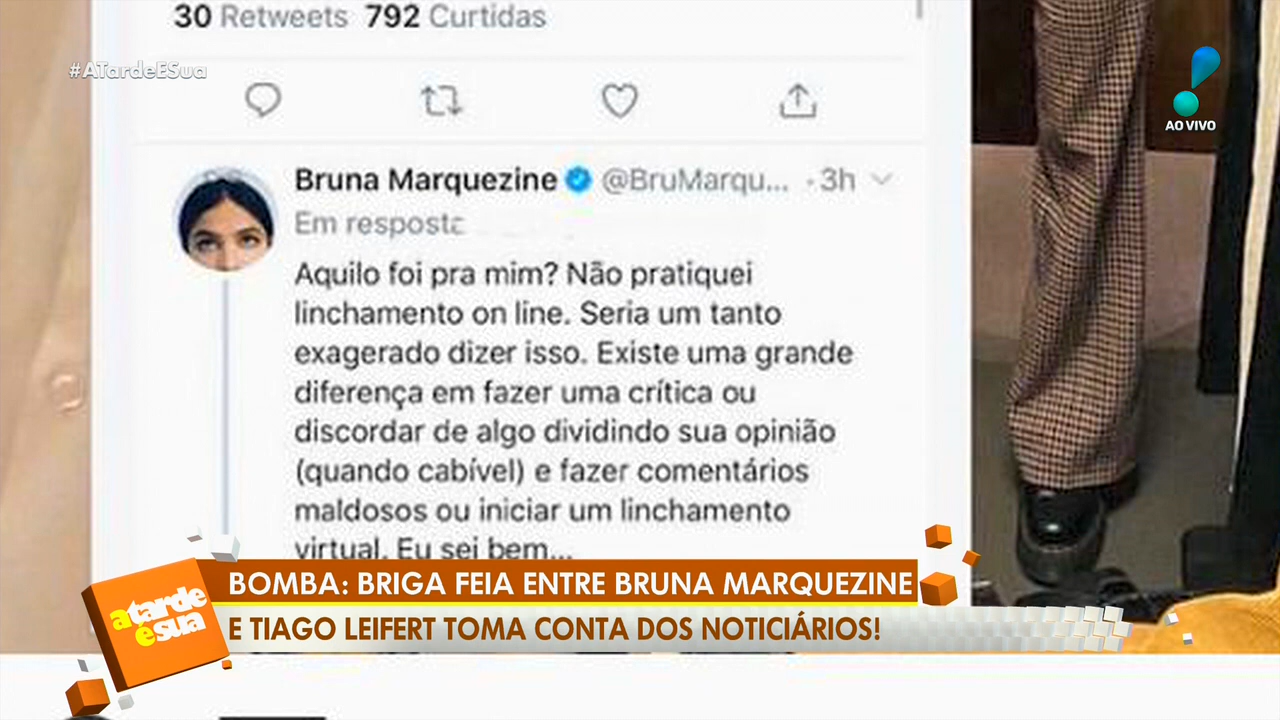 30 Retweets 792 Curtidas
#ATardeESua
AO VIVO
Bruna Marquezine @BruMarqu... · 3h
Em resposta
Aquilo foi pra mim? Não pratiquei
linchamento on line. Seria um tanto
exagerado dizer isso. Existe uma grande
diferença em fazer uma crítica ou
discordar de algo dividindo sua opinião
(quando cabível) e fazer comentários
maldosos ou iniciar um linchamento
virtual. Eu sei bem...
a tarde
é sua
BOMBA: BRIGA FEIA ENTRE BRUNA MARQUEZINE
E TIAGO LEIFERT TOMA CONTA DOS NOTICIÁRIOS!